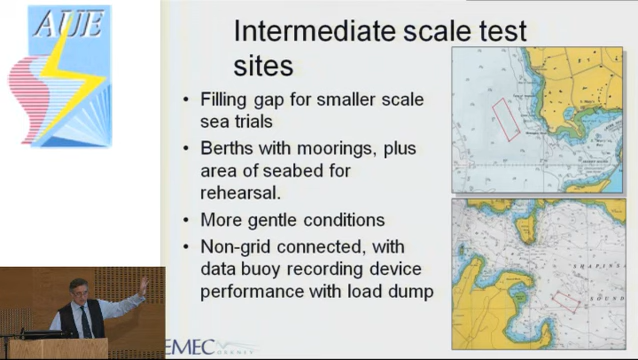 AUE
Intermediate scale test
sites
• Filling gap for smaller scale
sea trials
• Berths with moorings, plus
area of seabed for
rehearsal.
• More gentle conditions
• Non-grid connected, with
data buoy recording device
performance with load dump
SHAPINSAY
SOUND
EMEC
ORKNEY